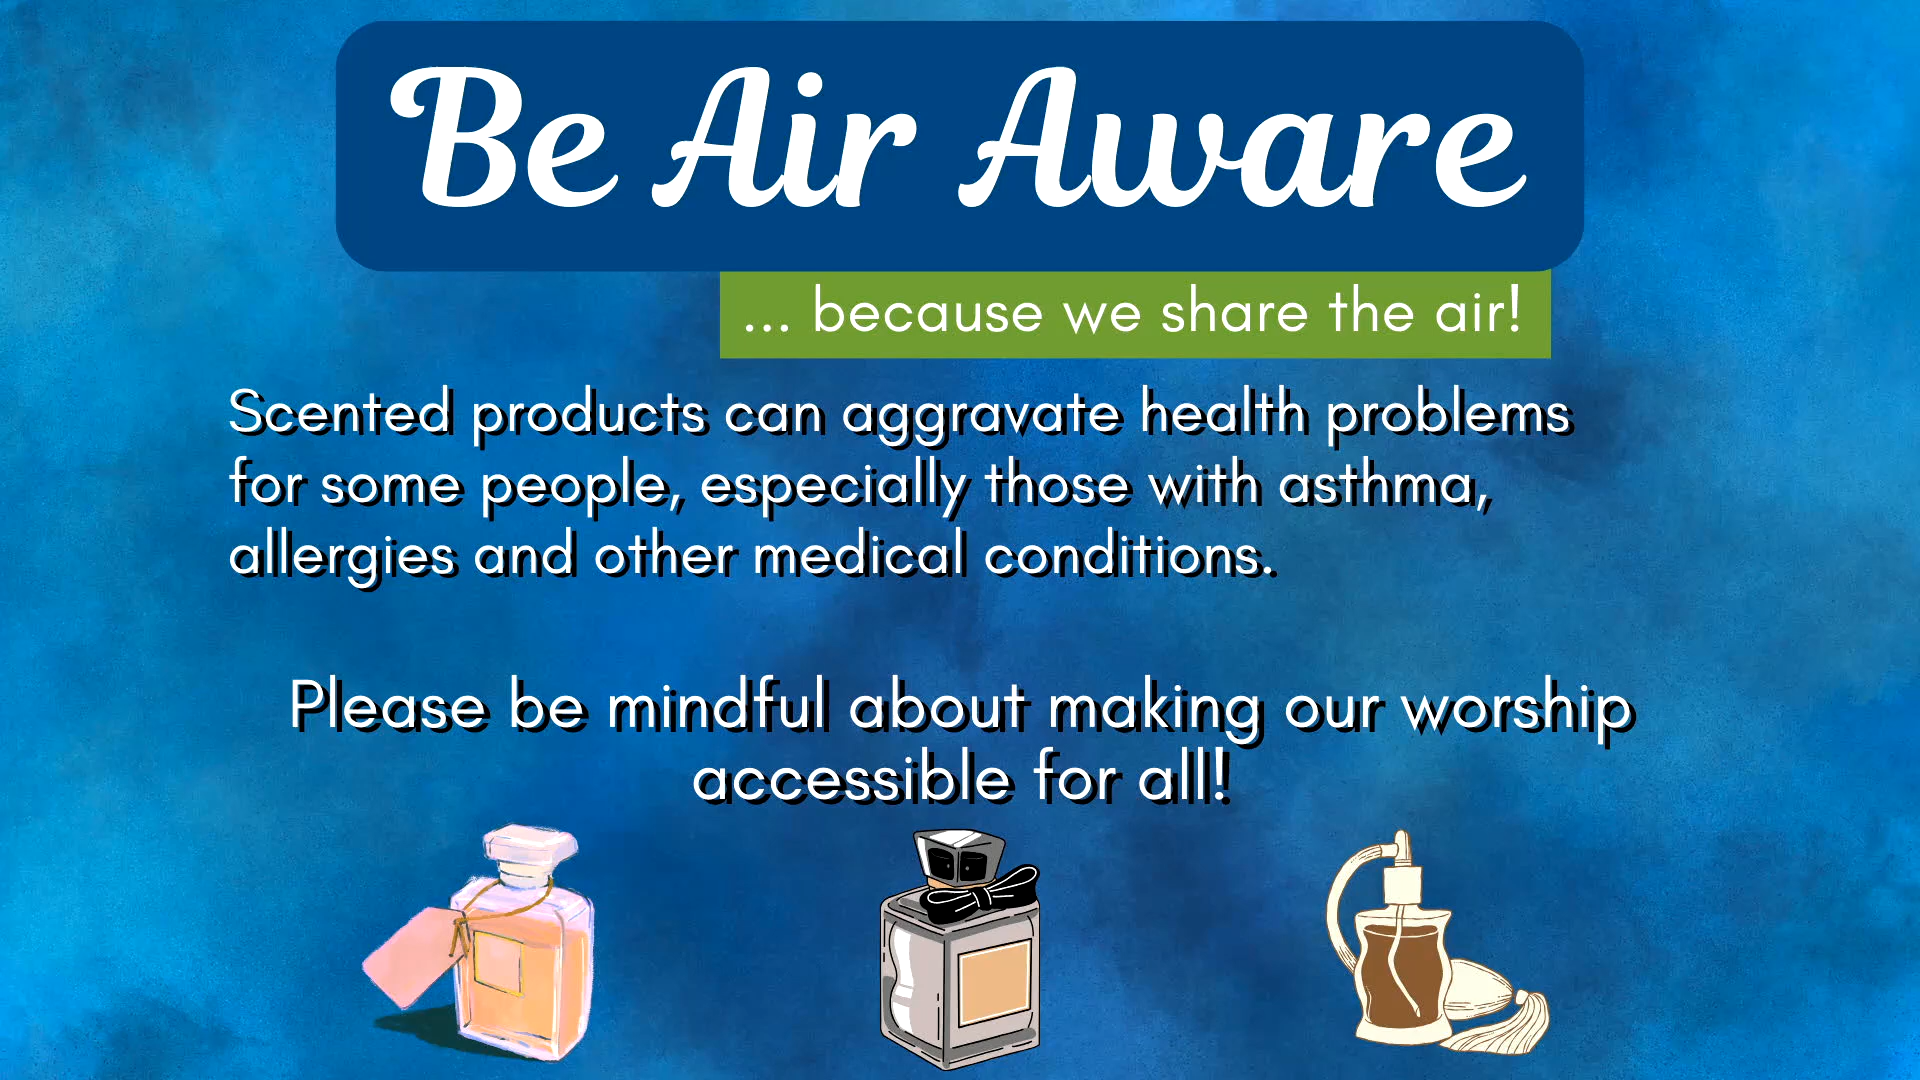 Be Air Aware
... because we share the air!
Scented products can aggravate health problems
for some people, especially those with asthma,
allergies and other medical conditions.
Please be mindful about making our worship
accessible for all!